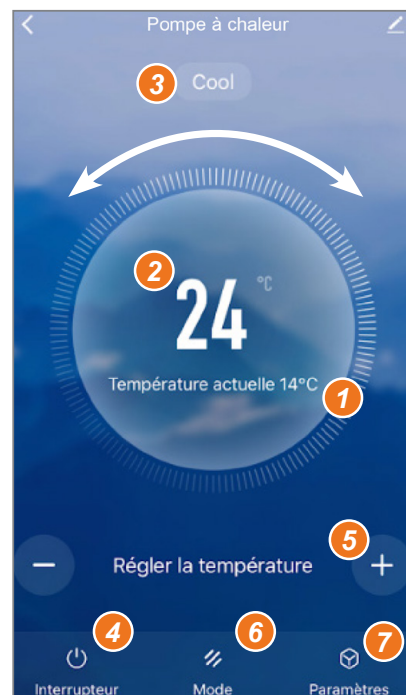 Pompe à chaleur
3 Cool
2 24 °C
Température actuelle 14°C
1
5
− Régler la température +
4 6 7
Interrupteur Mode Paramètres